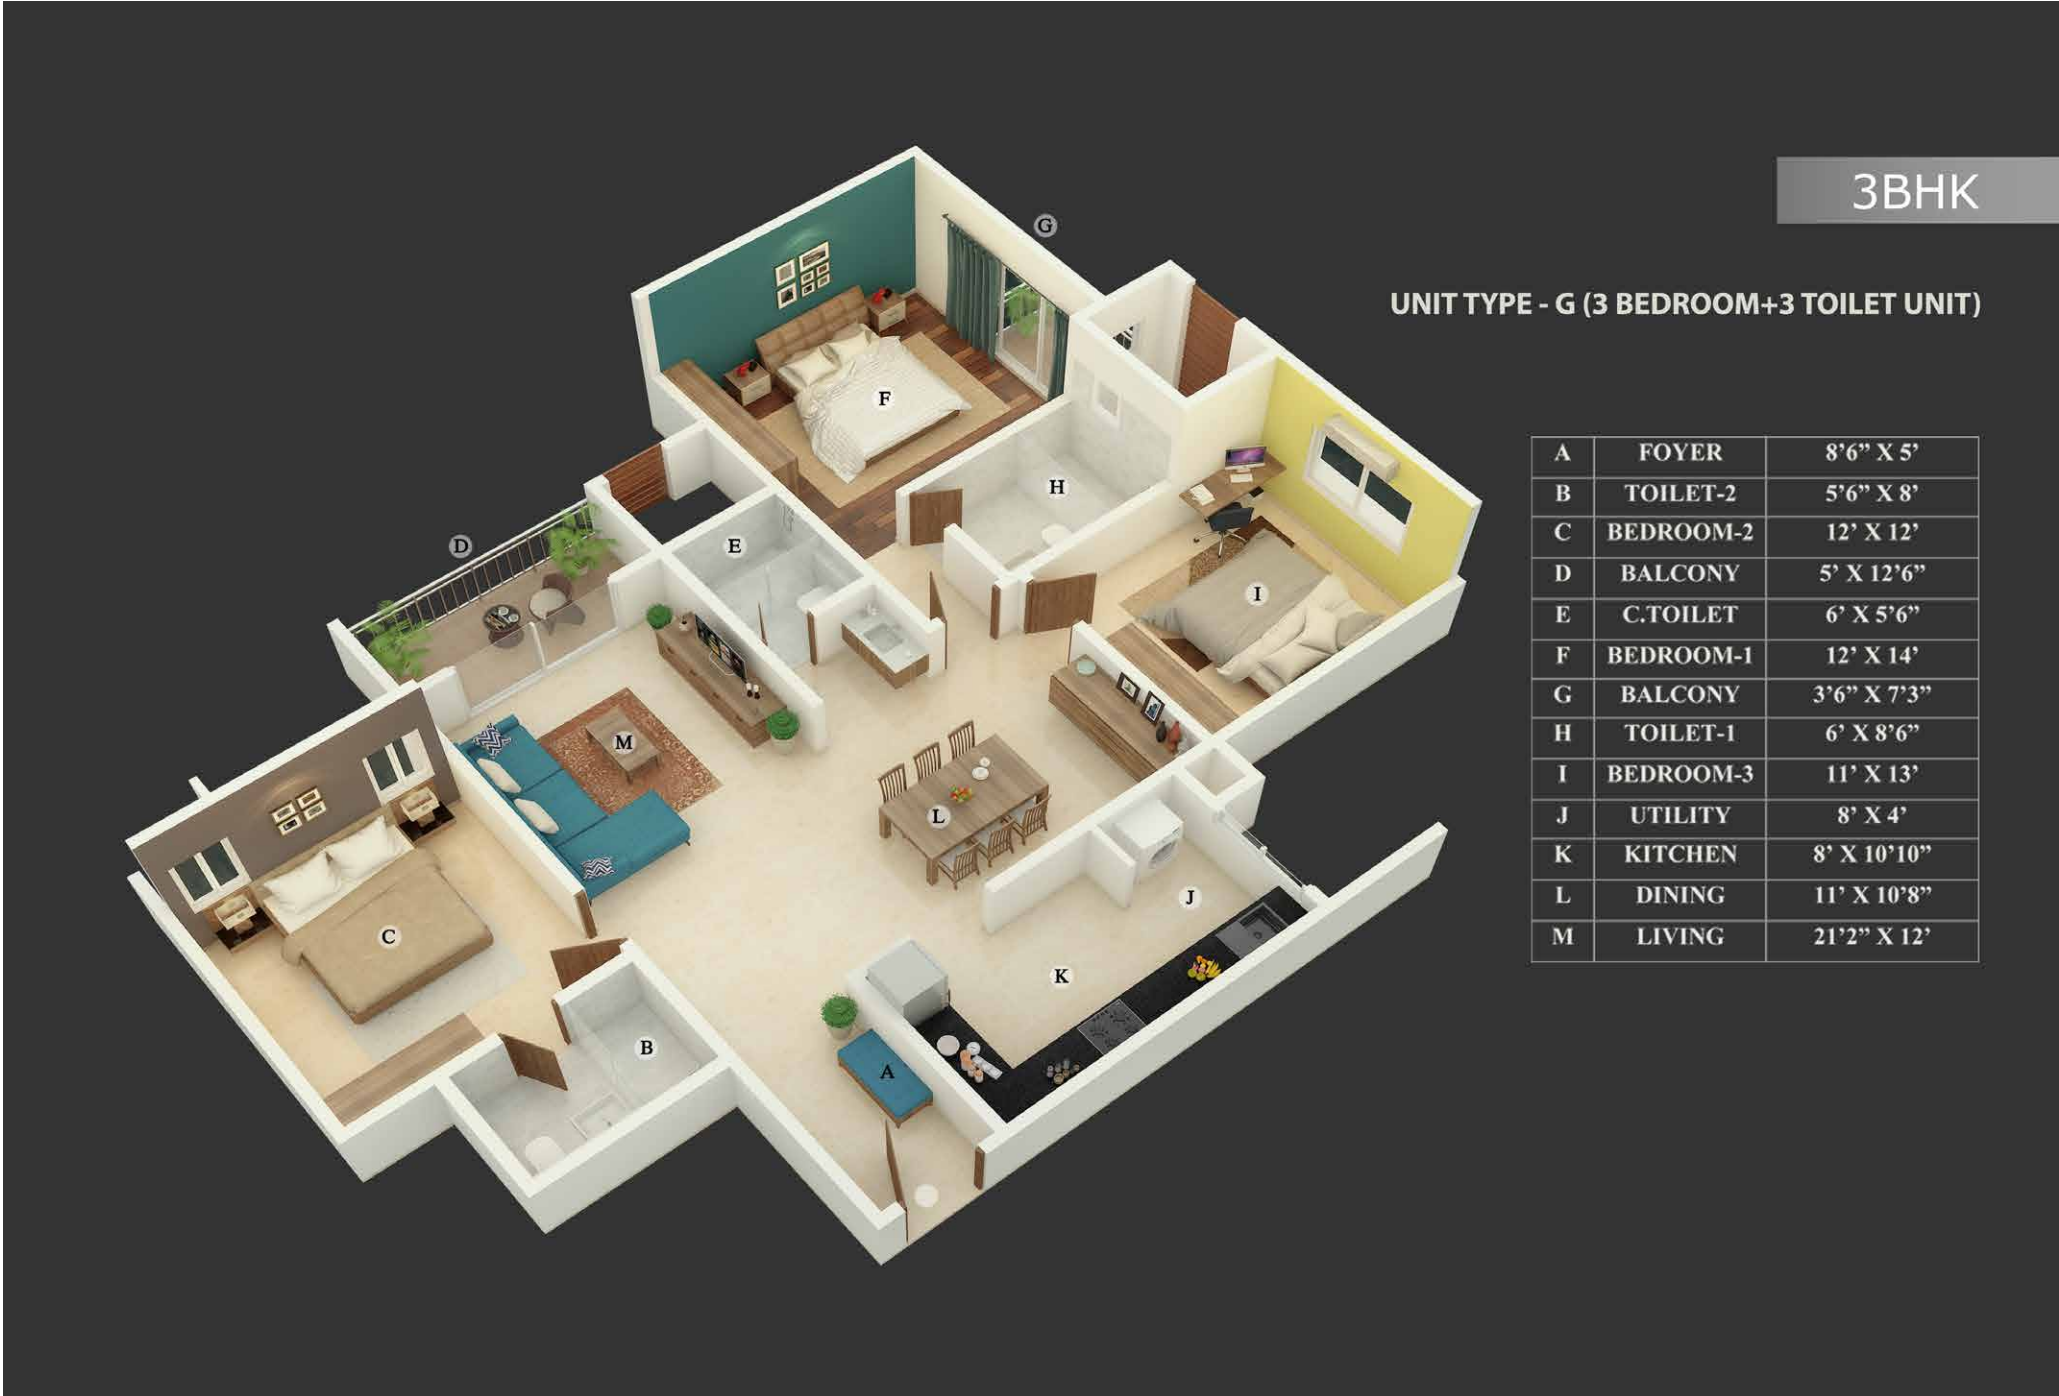 3BHK
UNIT TYPE - G (3 BEDROOM+3 TOILET UNIT)
A FOYER 8’6” X 5’
B TOILET-2 5’6” X 8’
C BEDROOM-2 12’ X 12’
D BALCONY 5’ X 12’6”
E C.TOILET 6’ X 5’6”
F BEDROOM-1 12’ X 14’
G BALCONY 3’6” X 7’3”
H TOILET-1 6’ X 8’6”
I BEDROOM-3 11’ X 13’
J UTILITY 8’ X 4’
K KITCHEN 8’ X 10’10”
L DINING 11’ X 10’8”
M LIVING 21’2” X 12’
G
F
H
D
E
I
M
L
J
C
K
B
A